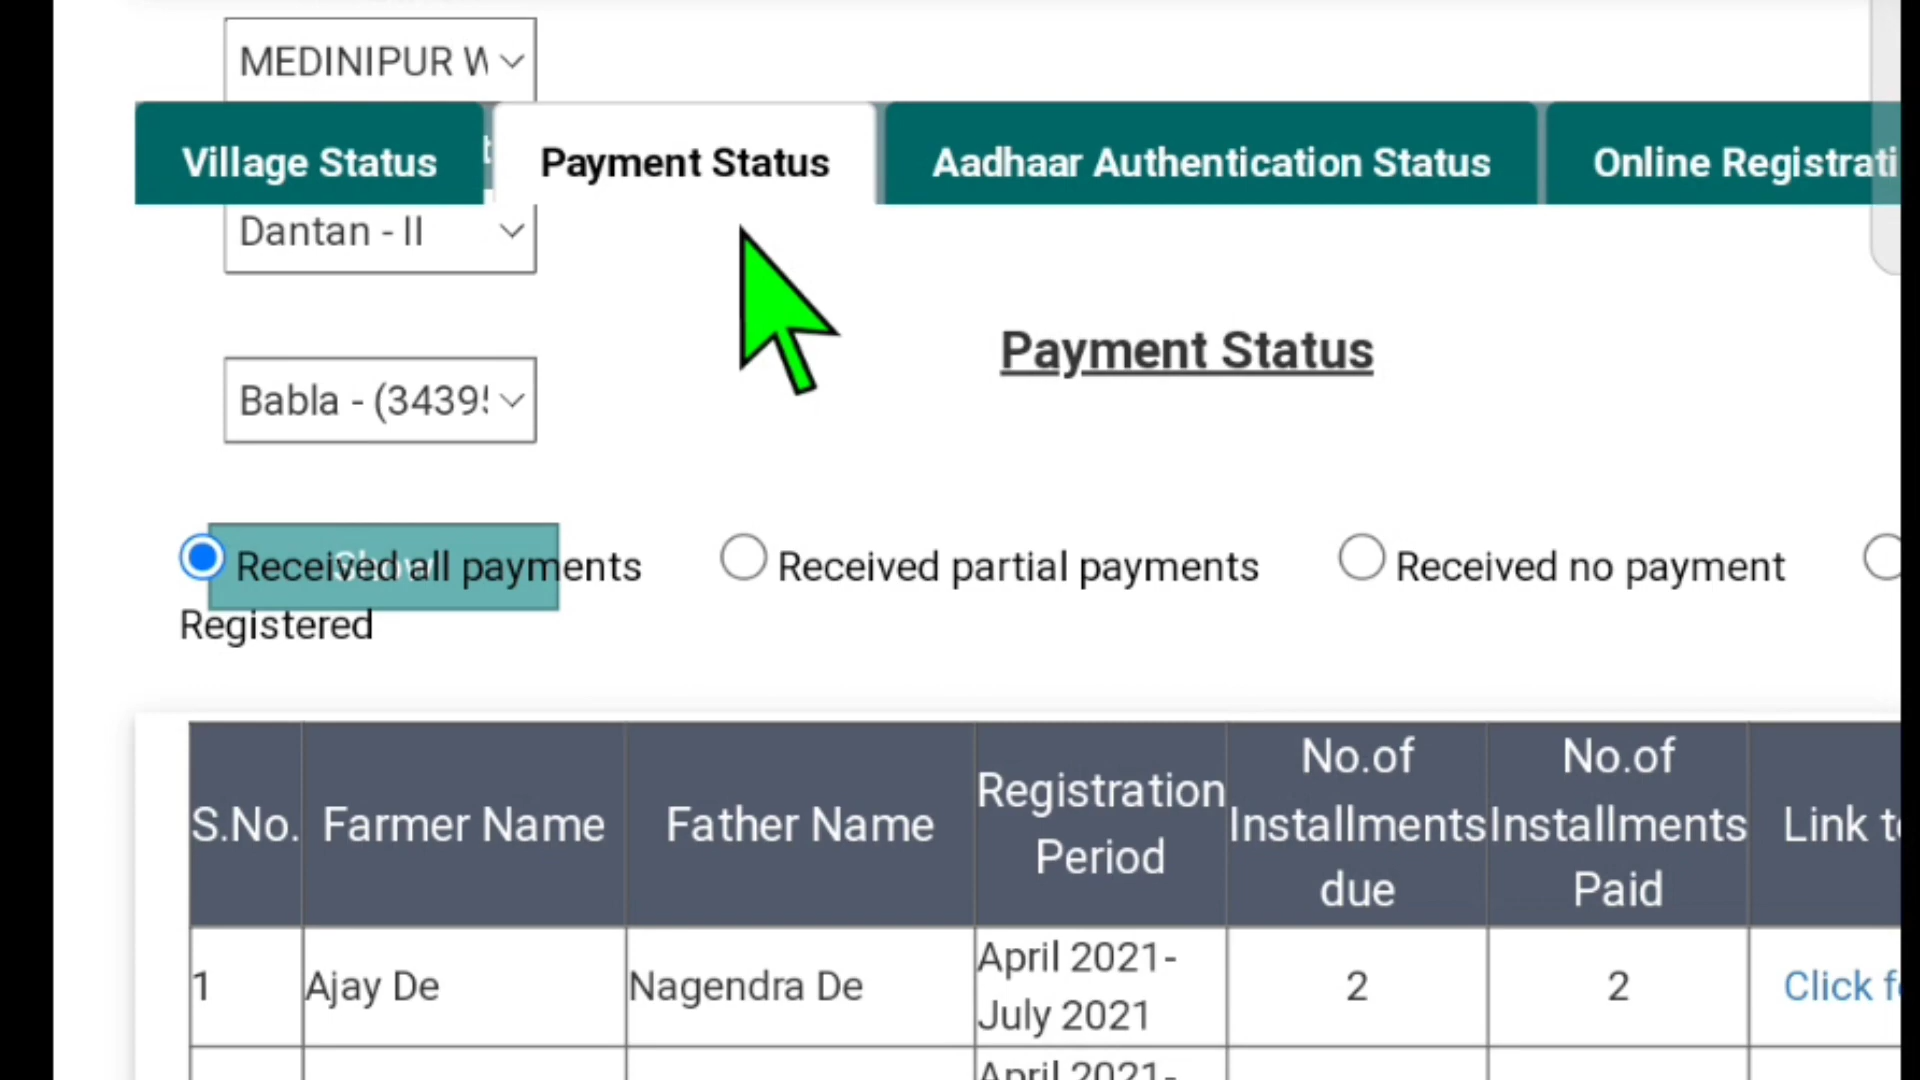 MEDINIPUR W
Village Status
Payment Status
Aadhaar Authentication Status
Online Registrati
Dantan - II
Payment Status
Babla - (3439
Received all payments
Received partial payments
Received no payment
Registered
S.No.
Farmer Name
Father Name
Registration
Period
No.of
Installments
due
No.of
Installments
Paid
Link t
1
Ajay De
Nagendra De
April 2021-
July 2021
2
2
Click f
April 2021-